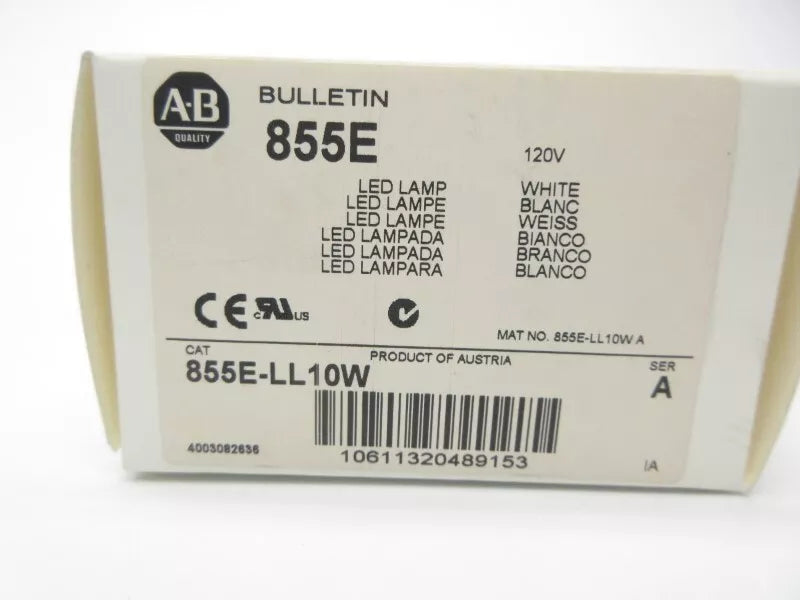 A-B
QUALITY
BULLETIN
855E
120V
LED LAMP WHITE
LED LAMPE BLANC
LED LAMPE WEISS
LED LAMPADA BIANCO
LED LAMPADA BRANCO
LED LAMPARA BLANCO
CE c RU US
MAT NO. 855E-LL10W A
CAT PRODUCT OF AUSTRIA SER
855E-LL10W A
4003082636 10611320489153 IA